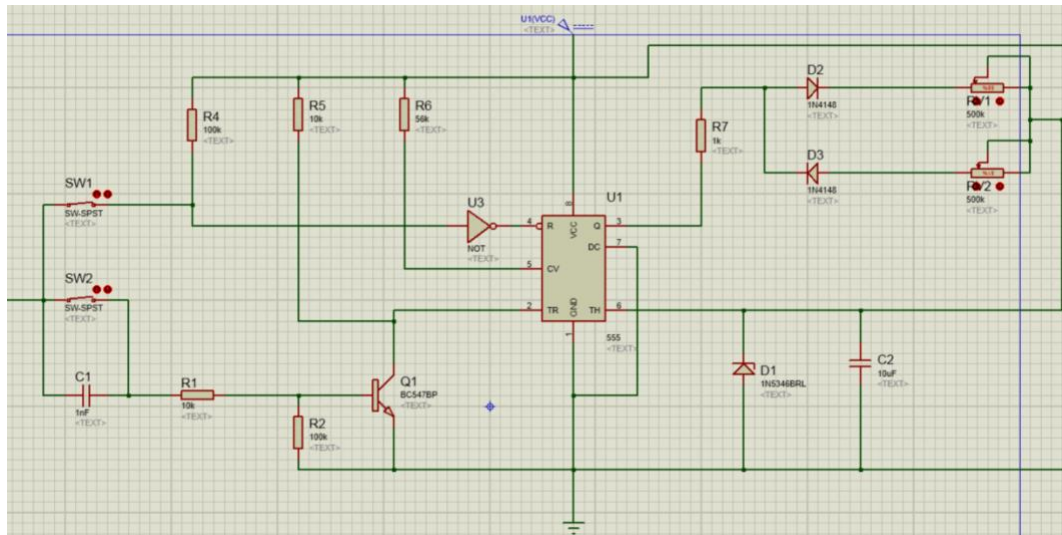 U1(VCC)
<TEXT>
R4
100k
<TEXT>
R5
10k
<TEXT>
R6
56k
<TEXT>
R7
1k
<TEXT>
D2
1N4148
<TEXT>
RV1
500k
<TEXT>
D3
1N4148
<TEXT>
RV2
500k
<TEXT>
SW1
SW-SPST
<TEXT>
U3
NOT
<TEXT>
U1
8
VCC
4
R
Q
3
DC
7
5
CV
2
TR
GND
TH
6
1
555
<TEXT>
SW2
SW-SPST
<TEXT>
C1
1nF
<TEXT>
R1
10k
<TEXT>
R2
100k
<TEXT>
Q1
BC547BP
<TEXT>
D1
1N5346BRL
<TEXT>
C2
10uF
<TEXT>